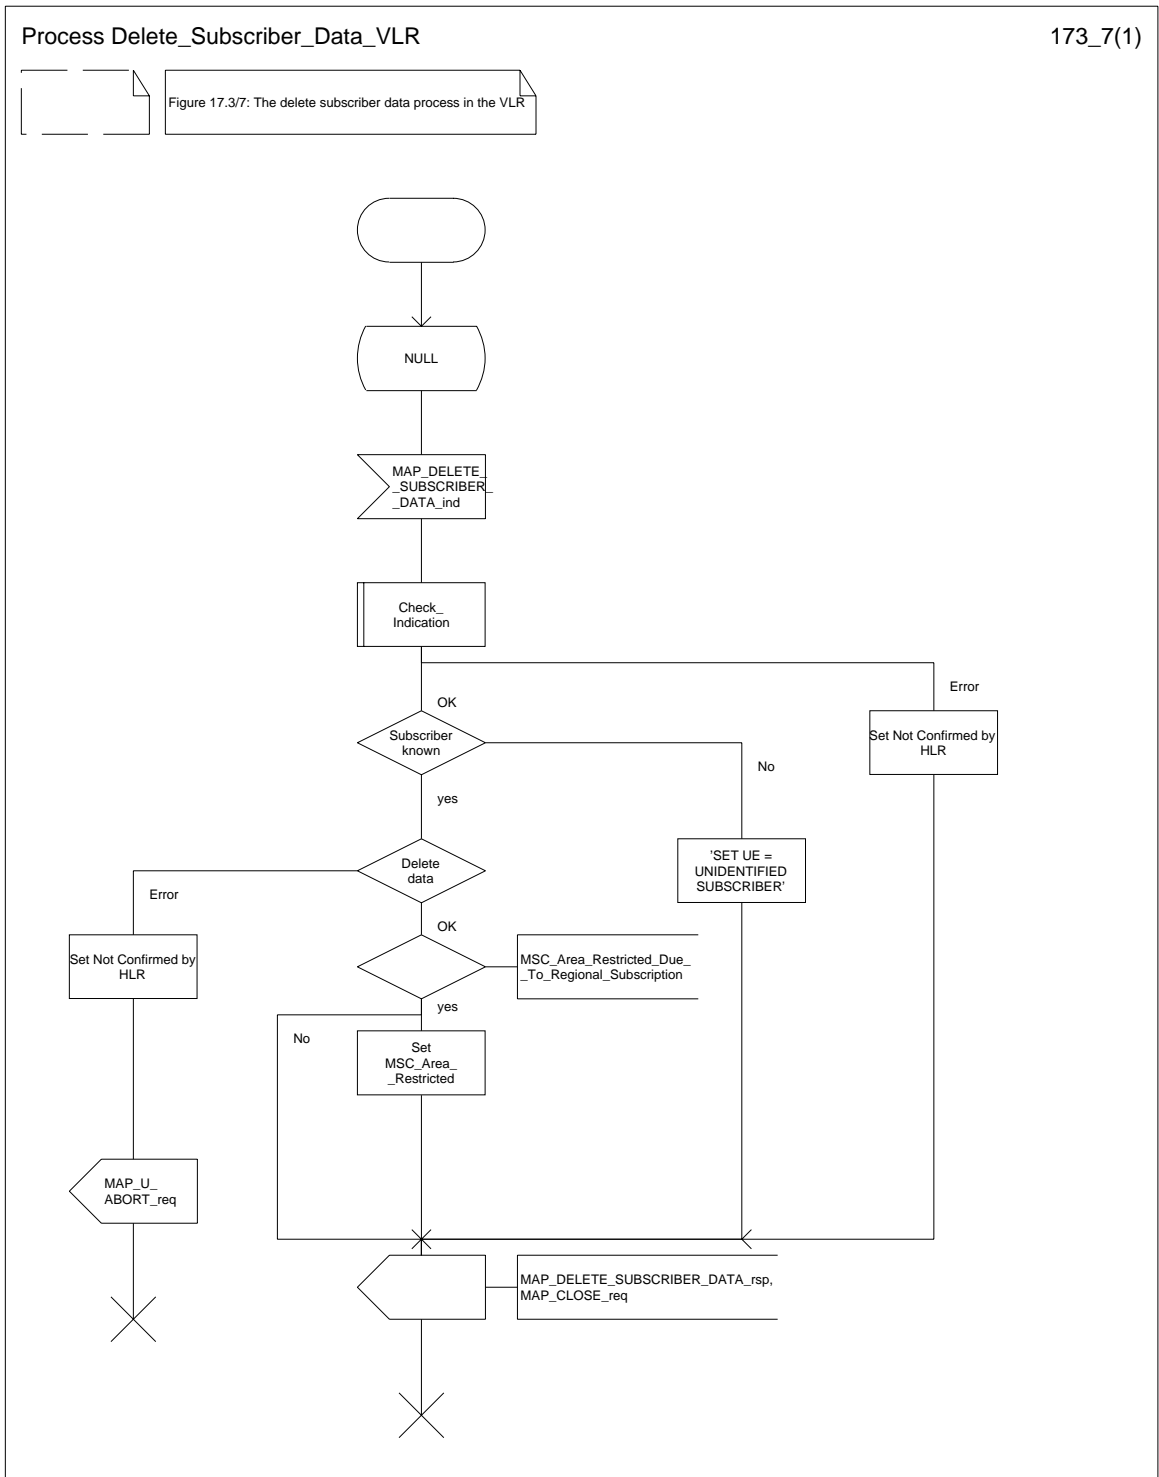 Process Delete_Subscriber_Data_VLR
173_7(1)
Figure 17.3/7: The delete subscriber data process in the VLR
NULL
MAP_DELETE_
_SUBSCRIBER_
_DATA_ind
Check_
Indication
Error
OK
Subscriber
known
Set Not Confirmed by
HLR
No
yes
Delete
data
'SET UE =
UNIDENTIFIED
SUBSCRIBER'
Error
OK
Set Not Confirmed by
HLR
MSC_Area_Restricted_Due_
_To_Regional_Subscription
yes
No
Set
MSC_Area_
_Restricted
MAP_U_
ABORT_req
MAP_DELETE_SUBSCRIBER_DATA_rsp,
MAP_CLOSE_req